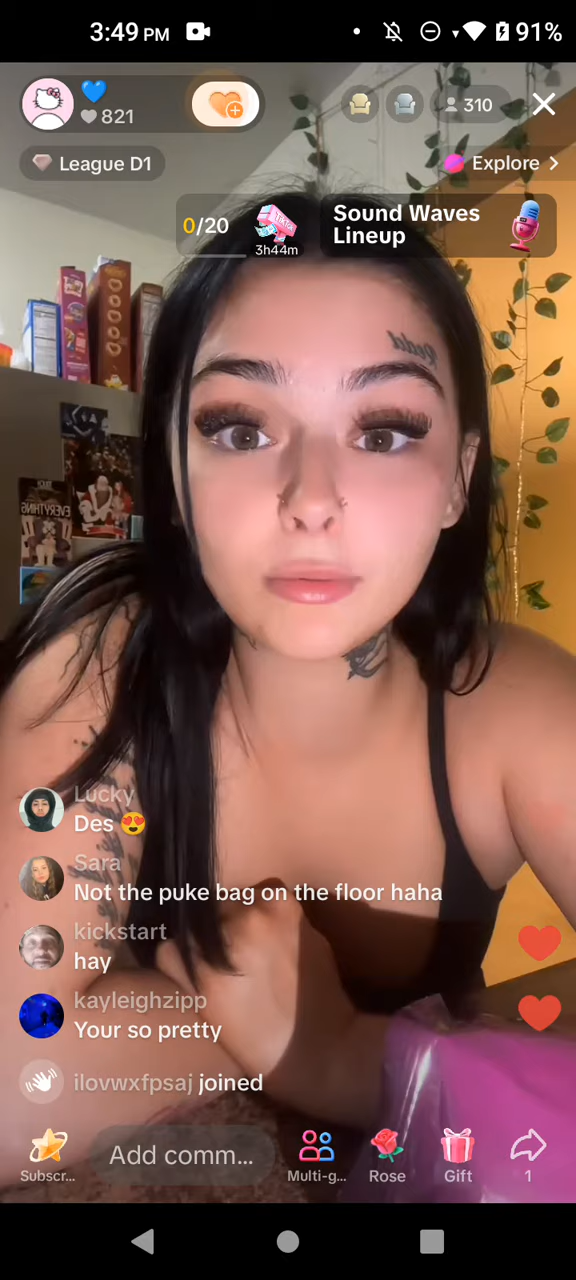 3:49 PM
91%
💙
821
310
League D1
Explore >
0/20
3h44m
Sound Waves
Lineup
TOUCH
EVERYTHING
Lucky
Des 😍
Sara
Not the puke bag on the floor haha
kickstart
hay
kayleighzipp
Your so pretty
ilovwxfpsaj joined
Subscr...
Add comm...
Multi-g...
Rose
Gift
1